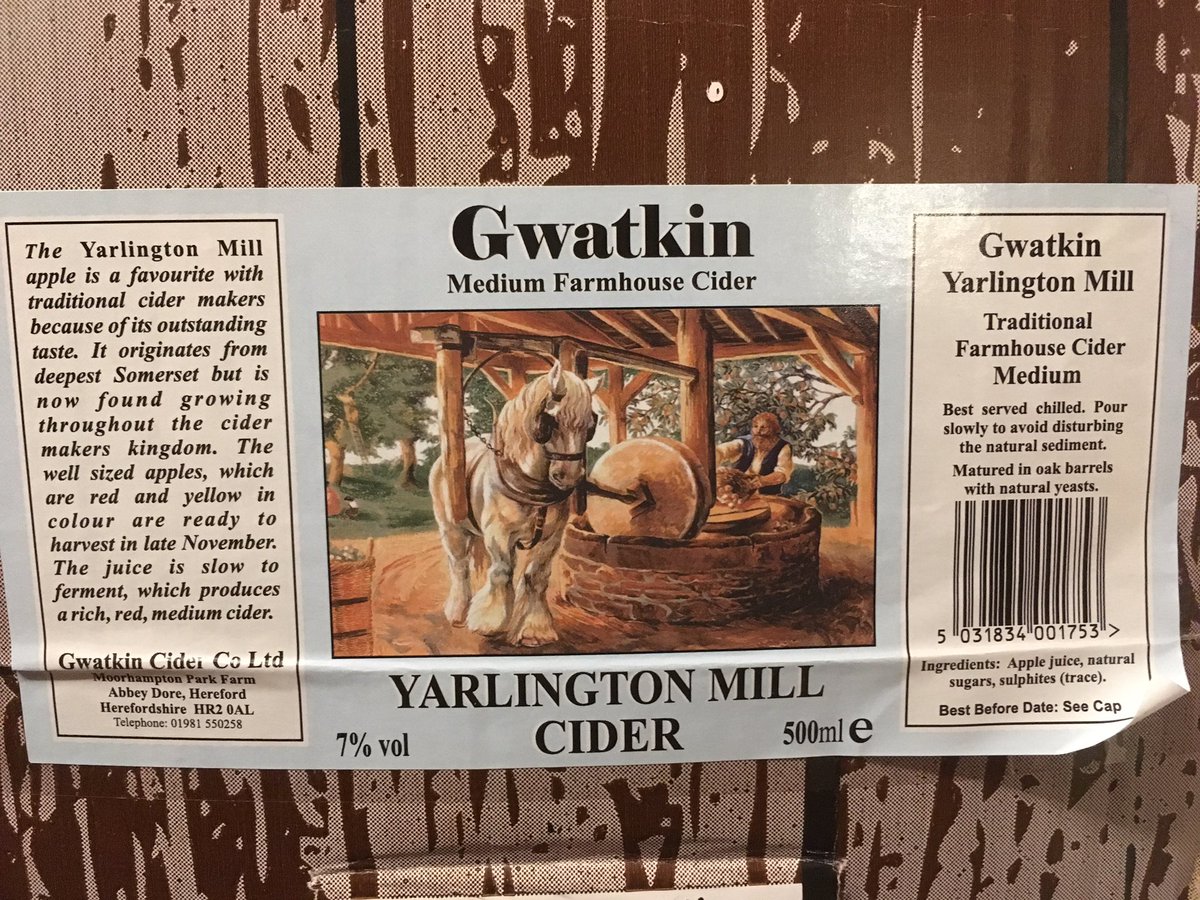 The Yarlington Mill
apple is a favourite with
traditional cider makers
because of its outstanding
taste. It originates from
deepest Somerset but is
now found growing
throughout the cider
makers kingdom. The
well sized apples, which
are red and yellow in
colour are ready to
harvest in late November.
The juice is slow to
ferment, which produces
a rich, red, medium cider.
Gwatkin Cider Co Ltd
Moorhampton Park Farm
Abbey Dore, Hereford
Herefordshire HR2 0AL
Telephone: 01981 550258
Gwatkin
Medium Farmhouse Cider
YARLINGTON MILL
CIDER
7% vol
500ml e
Gwatkin
Yarlington Mill
Traditional
Farmhouse Cider
Medium
Best served chilled. Pour
slowly to avoid disturbing
the natural sediment.
Matured in oak barrels
with natural yeasts.
5 031834 001753 >
Ingredients: Apple juice, natural
sugars, sulphites (trace).
Best Before Date: See Cap